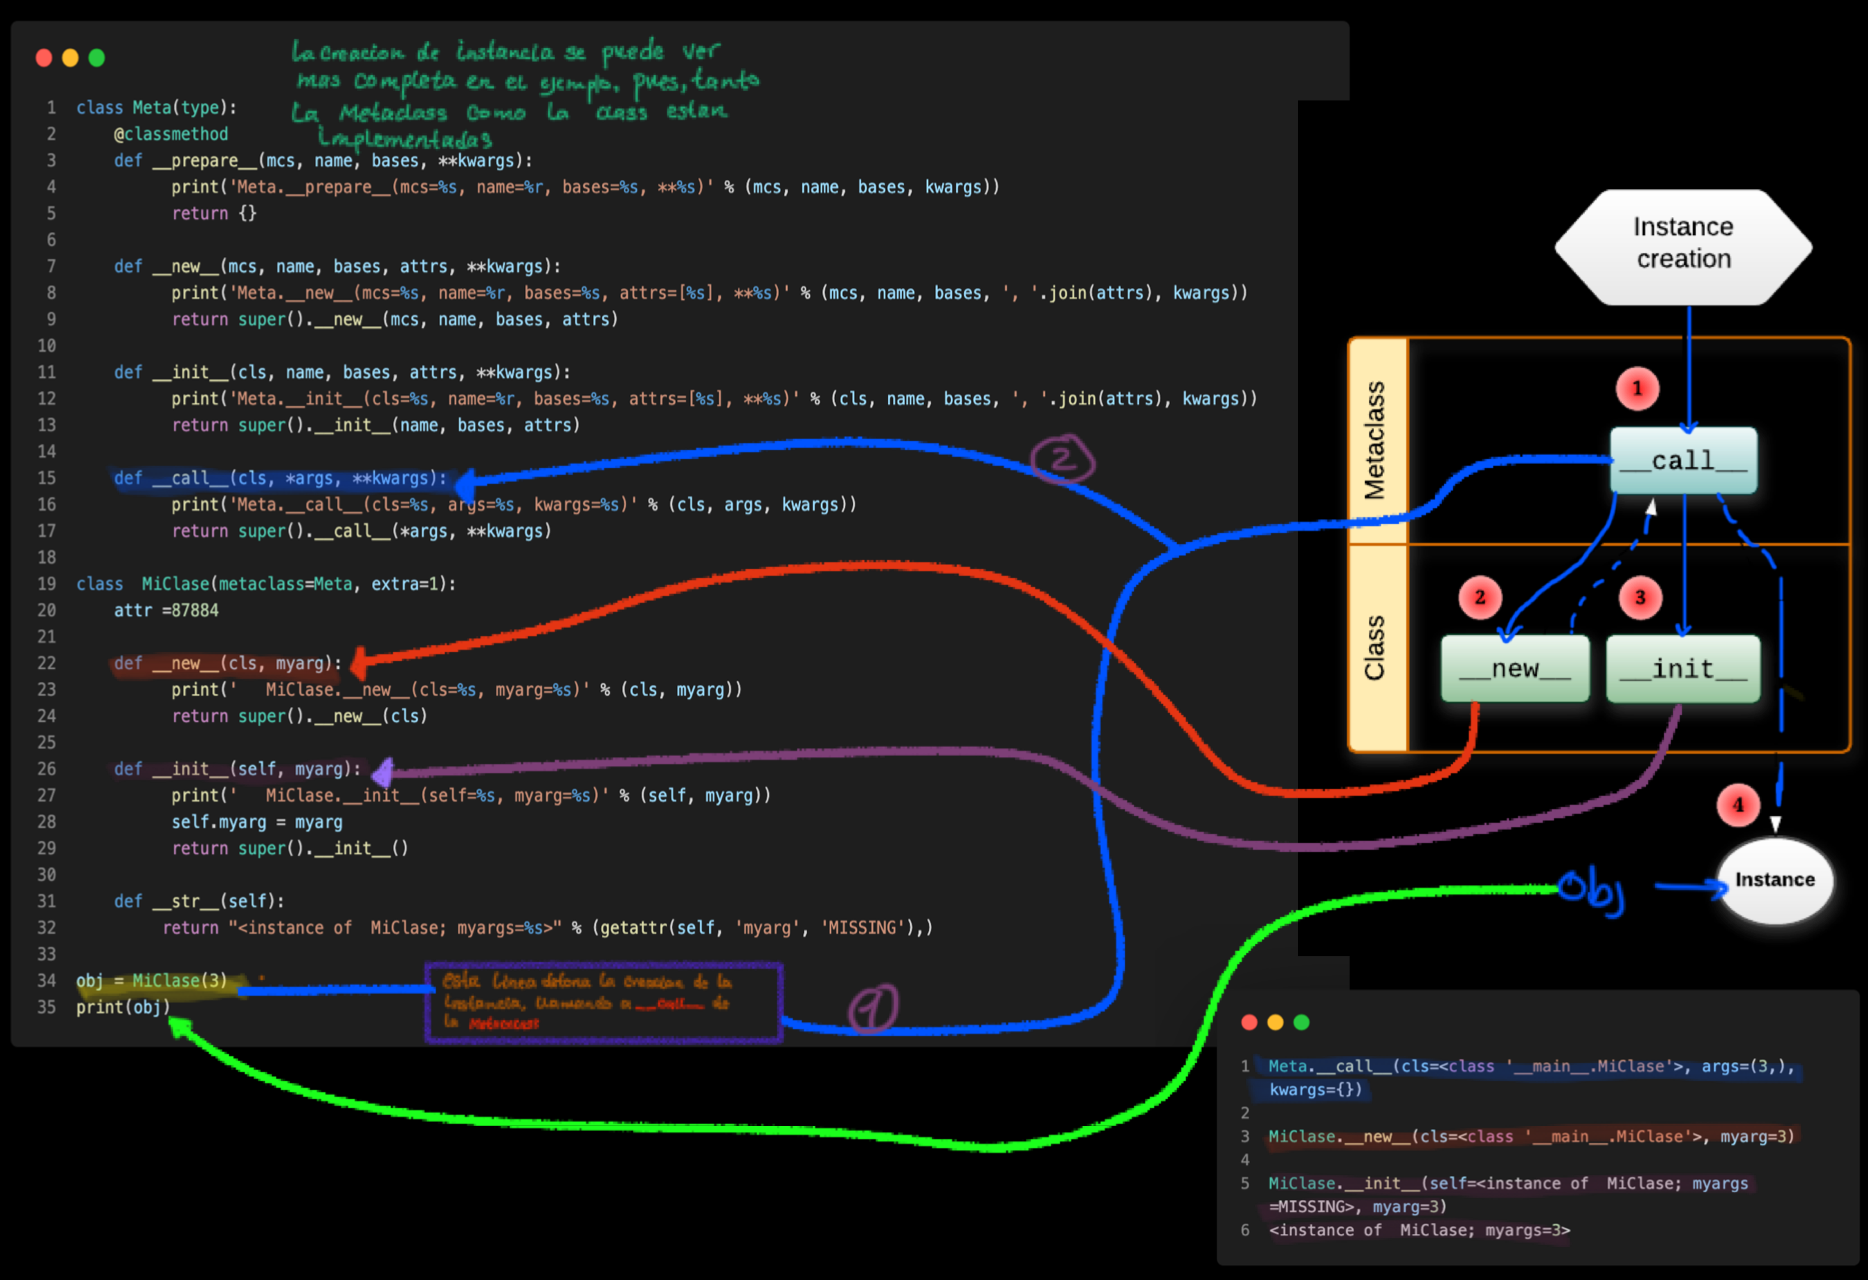 La creacion de instancia se puede ver
mas completa en el ejemplo. pues, tanto
La Metaclass como la class estan
implementadas
1 class Meta(type):
2     @classmethod
3     def __prepare__(mcs, name, bases, **kwargs):
4           print('Meta.__prepare__(mcs=%s, name=%r, bases=%s, **%s)' % (mcs, name, bases, kwargs))
5           return {}
6
7     def __new__(mcs, name, bases, attrs, **kwargs):
8           print('Meta.__new__(mcs=%s, name=%r, bases=%s, attrs=[%s], **%s)' % (mcs, name, bases, ', '.join(attrs), kwargs))
9           return super().__new__(mcs, name, bases, attrs)
10
11     def __init__(cls, name, bases, attrs, **kwargs):
12           print('Meta.__init__(cls=%s, name=%r, bases=%s, attrs=[%s], **%s)' % (cls, name, bases, ', '.join(attrs), kwargs))
13           return super().__init__(name, bases, attrs)
14
15     def __call__(cls, *args, **kwargs):
16           print('Meta.__call__(cls=%s, args=%s, kwargs=%s)' % (cls, args, kwargs))
17           return super().__call__(*args, **kwargs)
18
19 class  MiClase(metaclass=Meta, extra=1):
20     attr =87884
21
22     def __new__(cls, myarg):
23           print('   MiClase.__new__(cls=%s, myarg=%s)' % (cls, myarg))
24           return super().__new__(cls)
25
26     def __init__(self, myarg):
27           print('   MiClase.__init__(self=%s, myarg=%s)' % (self, myarg))
28           self.myarg = myarg
29           return super().__init__()
30
31     def __str__(self):
32          return "<instance of  MiClase; myargs=%s>" % (getattr(self, 'myarg', 'MISSING'),)
33
34 obj = MiClase(3)
35 print(obj)
Esta linea detona la creacion de la
instancia, llamando a __call__ de
la Metaclass
1
2
Instance
creation
Metaclass
1
__call__
Class
2
3
__new__
__init__
4
Obj
Instance
1 Meta.__call__(cls=<class '__main__.MiClase'>, args=(3,),
kwargs={})
2
3 MiClase.__new__(cls=<class '__main__.MiClase'>, myarg=3)
4
5 MiClase.__init__(self=<instance of  MiClase; myargs
=MISSING>, myarg=3)
6 <instance of  MiClase; myargs=3>